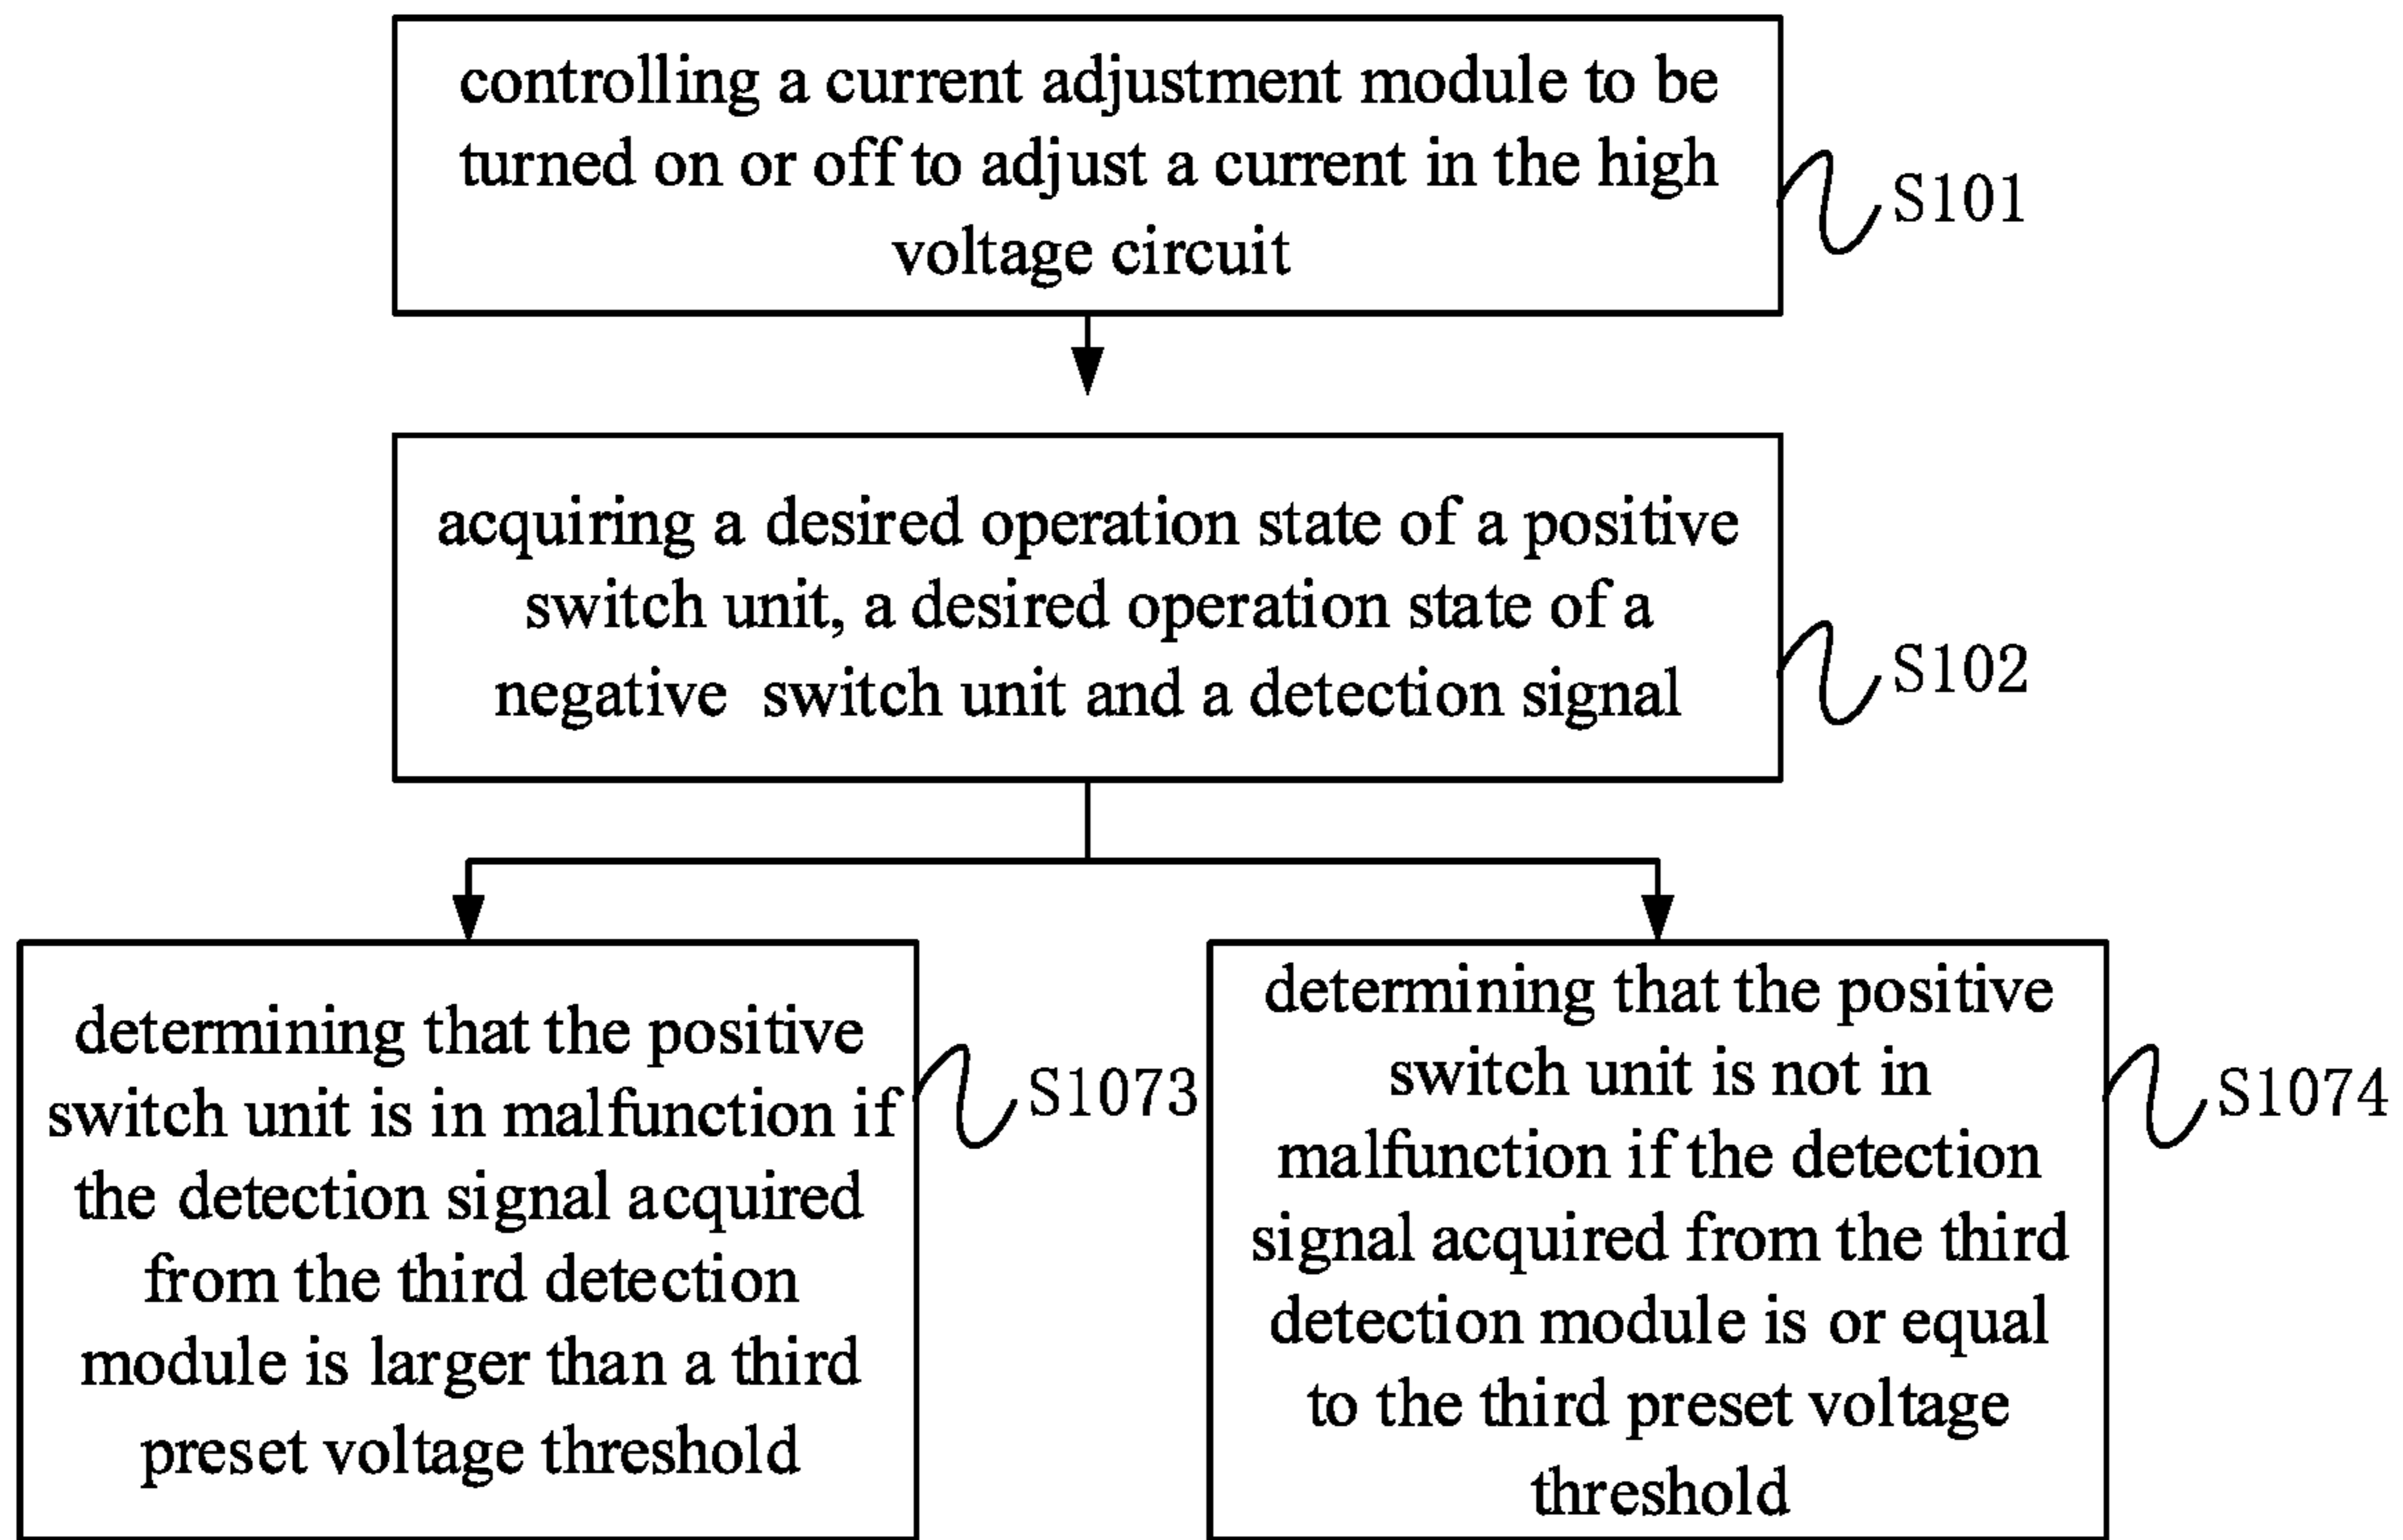 controlling a current adjustment module to be
turned on or off to adjust a current in the high
voltage circuit
S101
acquiring a desired operation state of a positive
switch unit, a desired operation state of a
negative switch unit and a detection signal
S102
determining that the positive
switch unit is in malfunction if
the detection signal acquired
from the third detection
module is larger than a third
preset voltage threshold
S1073
determining that the positive
switch unit is not in
malfunction if the detection
signal acquired from the third
detection module is or equal
to the third preset voltage
threshold
S1074